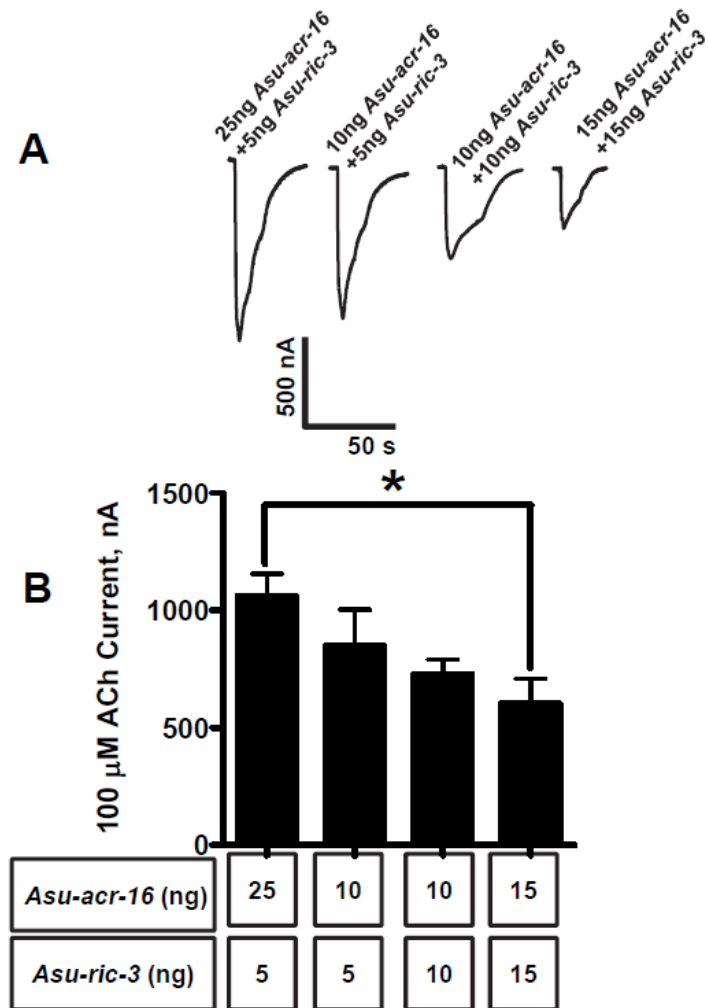 A
25ng Asu-acr-16
+5ng Asu-ric-3
10ng Asu-acr-16
+5ng Asu-ric-3
10ng Asu-acr-16
+10ng Asu-ric-3
15ng Asu-acr-16
+15ng Asu-ric-3
500 nA
50 s
B
*
100 μM ACh Current, nA
1500
1000
500
0
Asu-acr-16 (ng) 25 10 10 15
Asu-ric-3 (ng) 5 5 10 15